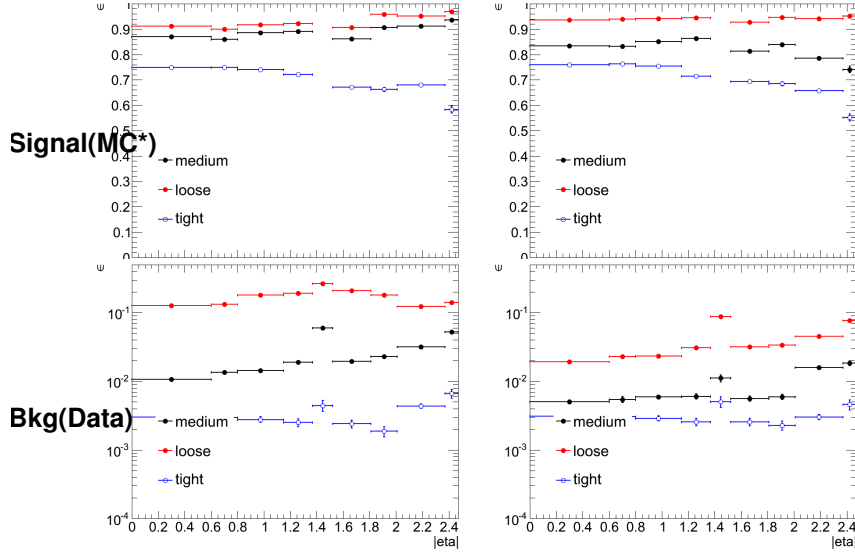 ε 1
0.9
0.8
0.7
0.6
0.5
0.4
0.3
0.2
0.1
0
Signal(MC*)
medium
loose
tight
ε 1
0.9
0.8
0.7
0.6
0.5
0.4
0.3
0.2
0.1
0
medium
loose
tight
ε
10^-1
10^-2
10^-3
10^-4
Bkg(Data)
medium
loose
tight
0 0.2 0.4 0.6 0.8 1 1.2 1.4 1.6 1.8 2 2.2 2.4
|eta|
ε
10^-1
10^-2
10^-3
10^-4
medium
loose
tight
0 0.2 0.4 0.6 0.8 1 1.2 1.4 1.6 1.8 2 2.2 2.4
|eta|